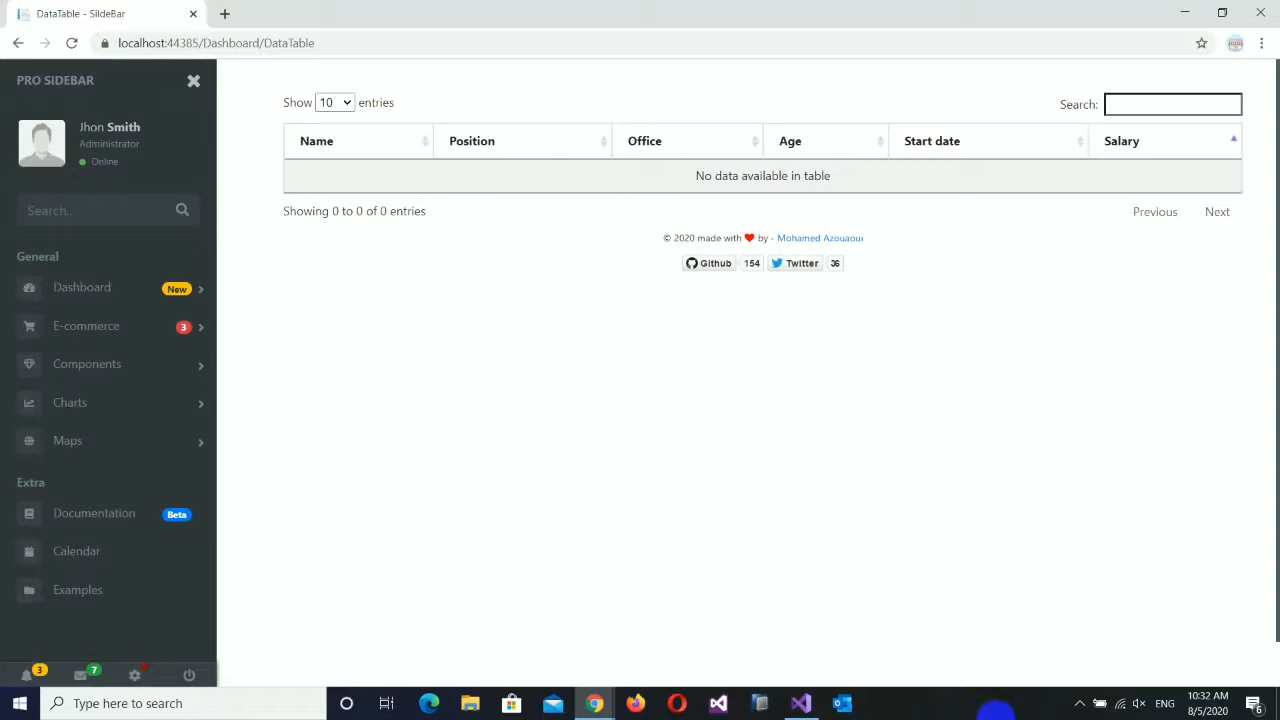 DataTable - SildeBar
localhost:44385/Dashboard/DataTable
PRO SIDEBAR
Jhon Smith
Administrator
Online
Search..
General
Dashboard New
E-commerce 3
Components
Charts
Maps
Extra
Documentation Beta
Calendar
Examples
3 7
Show 10 entries Search:
Name Position Office Age Start date Salary
No data available in table
Showing 0 to 0 of 0 entries Previous Next
© 2020 made with ❤ by - Mohamed Azouaoui
Github 154 Twitter 36
Type here to search
ENG
10:32 AM
8/5/2020
6